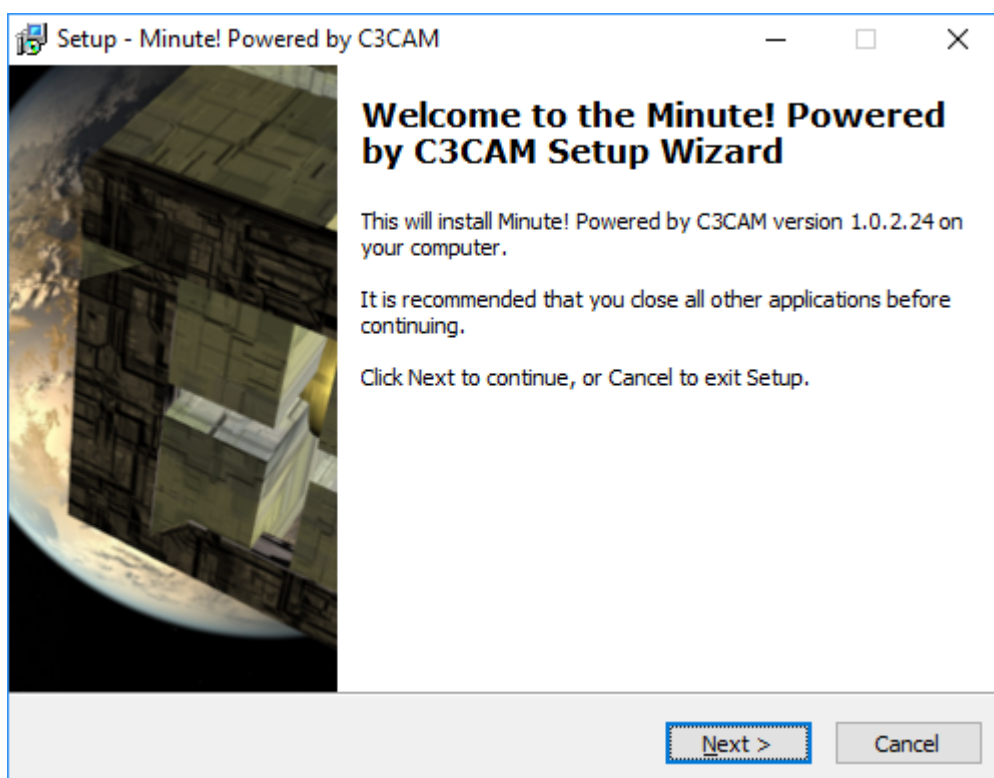 Setup - Minute! Powered by C3CAM
Welcome to the Minute! Powered
by C3CAM Setup Wizard
This will install Minute! Powered by C3CAM version 1.0.2.24 on
your computer.
It is recommended that you close all other applications before
continuing.
Click Next to continue, or Cancel to exit Setup.
Next >
Cancel